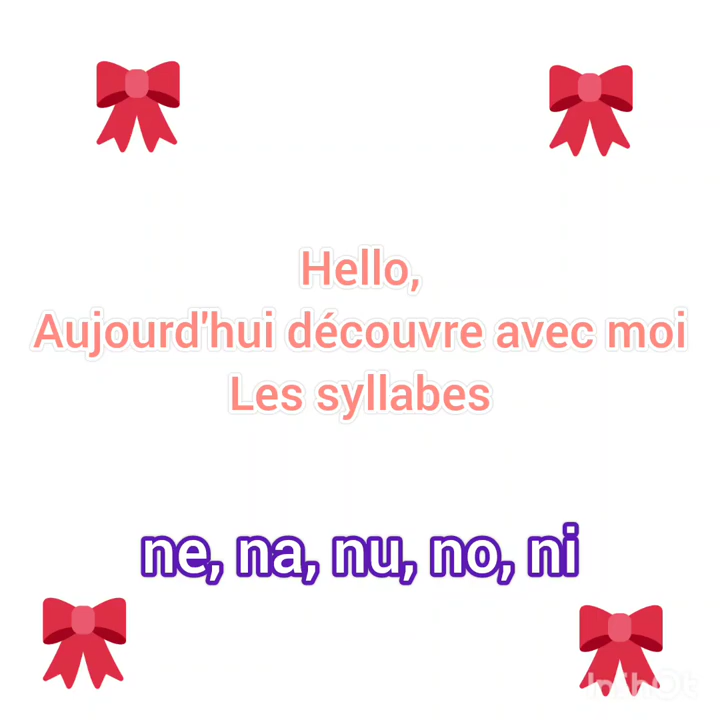 Hello,
Aujourd'hui découvre avec moi
Les syllabes
ne, na, nu, no, ni